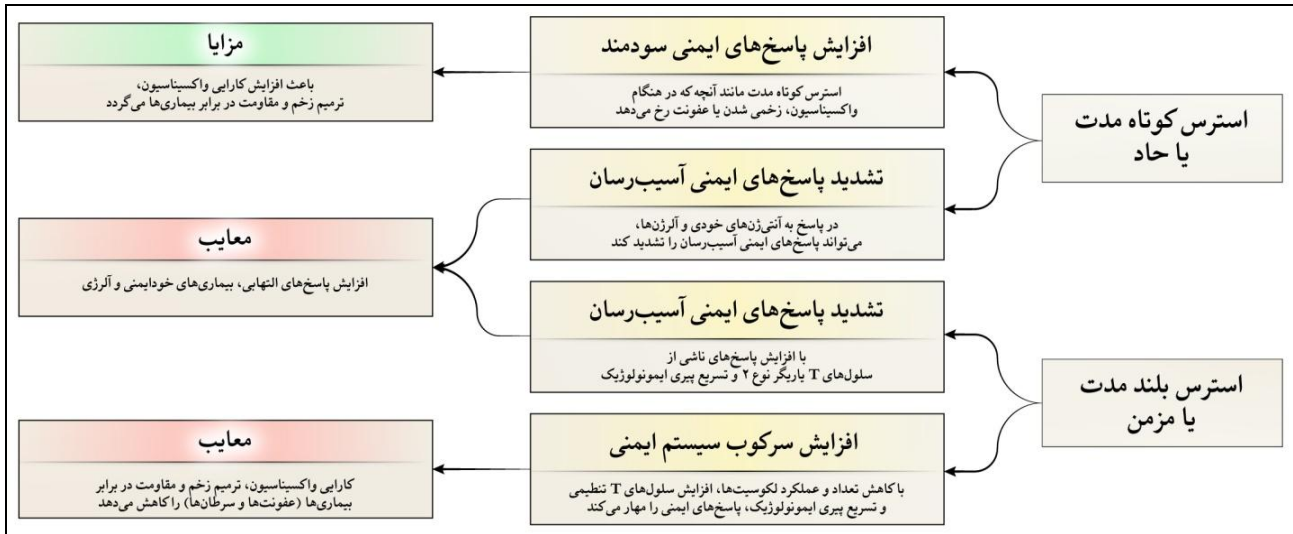 استرس کوتاه مدت
یا حاد
افزایش پاسخ‌های ایمنی سودمند
استرس کوتاه مدت مانند آنچه که در هنگام
واکسیناسیون، زخمی شدن یا عفونت رخ می‌دهد
مزایا
باعث افزایش کارایی واکسیناسیون،
ترمیم زخم و مقاومت در برابر بیماری‌ها می‌گردد
تشدید پاسخ‌های ایمنی آسیب‌رسان
در پاسخ به آنتی‌ژن‌های خودی و آلرژن‌ها،
می‌تواند پاسخ‌های ایمنی آسیب‌رسان را تشدید کند
معایب
افزایش پاسخ‌های التهابی، بیماری‌های خودایمنی و آلرژی
استرس بلند مدت
یا مزمن
تشدید پاسخ‌های ایمنی آسیب‌رسان
با افزایش پاسخ‌های ناشی از
سلول‌های T یاریگر نوع ۲ و تسریع پیری ایمونولوژیک
افزایش سرکوب سیستم ایمنی
با کاهش تعداد و عملکرد لکوسیت‌ها، افزایش سلول‌های T تنظیمی
و تسریع پیری ایمونولوژیک، پاسخ‌های ایمنی را مهار می‌کند
معایب
کارایی واکسیناسیون، ترمیم زخم و مقاومت در برابر
بیماری‌ها (عفونت‌ها و سرطان‌ها) را کاهش می‌دهد